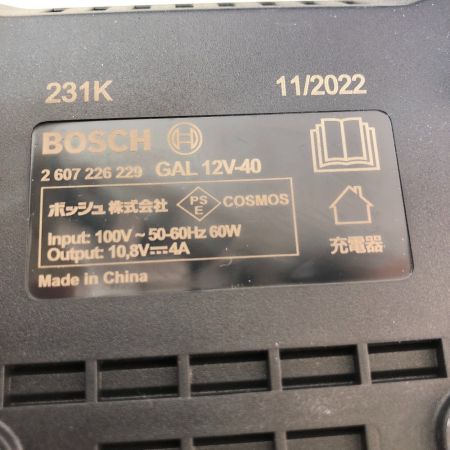 231K 11/2022
BOSCH
2 607 226 229 GAL 12V-40
ボッシュ株式会社 PS E COSMOS
Input: 100V ~ 50-60Hz 60W
Output: 10,8V⎓4A
充電器
Made in China